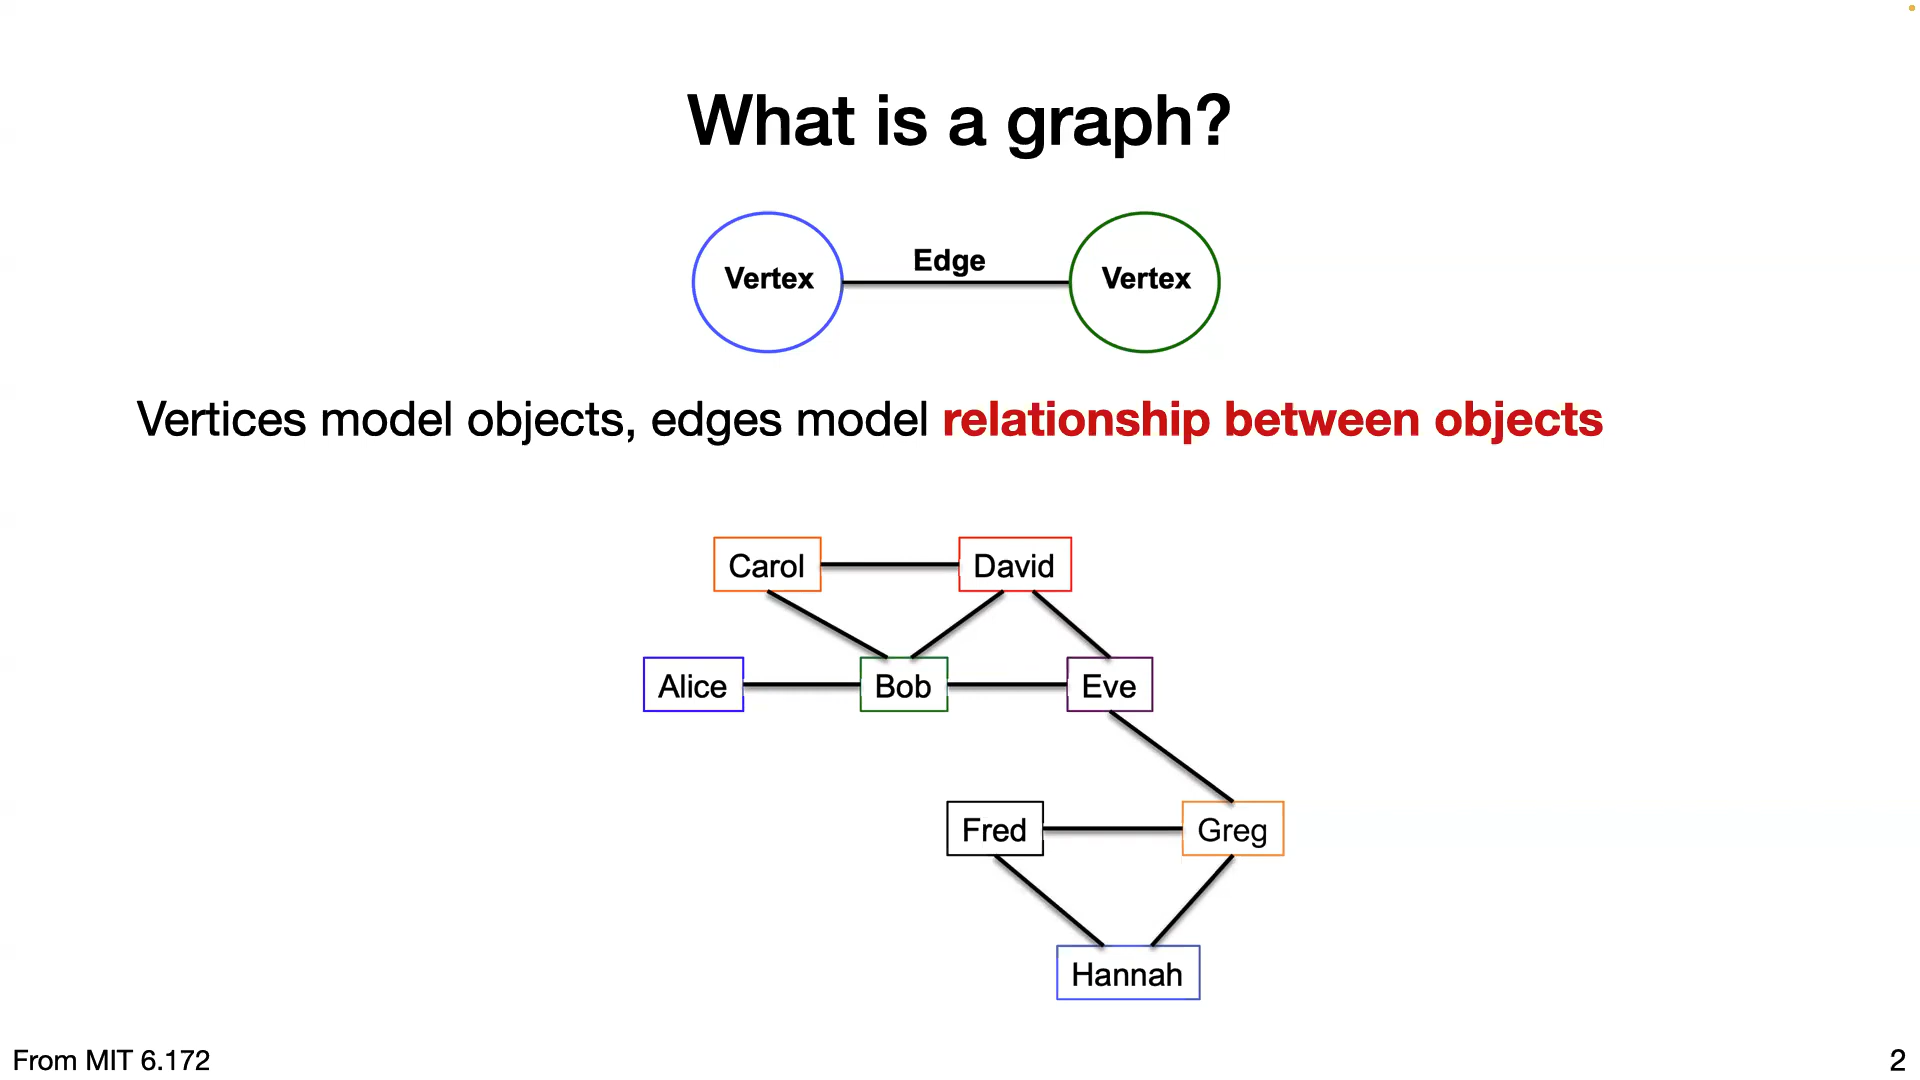 What is a graph?
Edge
Vertex
Vertex
Vertices model objects, edges model relationship between objects
Carol
David
Alice
Bob
Eve
Fred
Greg
Hannah
From MIT 6.172
2